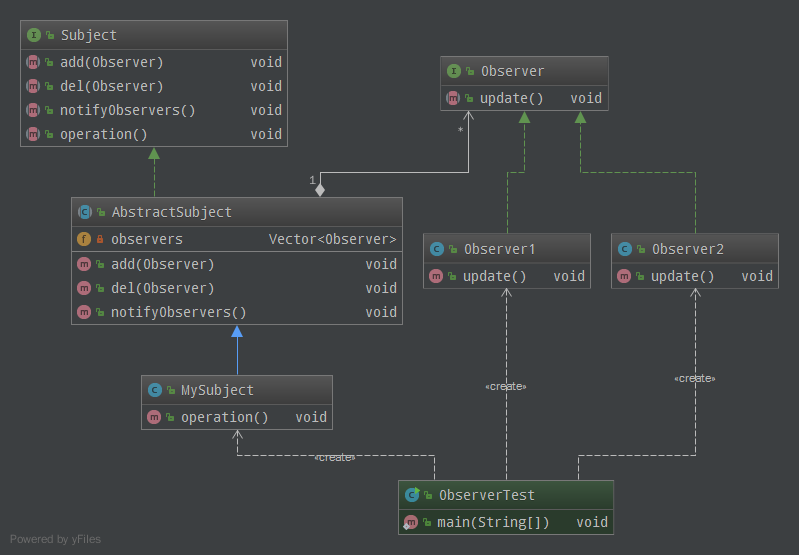 Subject
add(Observer) void
del(Observer) void
notifyObservers() void
operation() void
Observer
update() void
*
1
AbstractSubject
observers Vector<Observer>
add(Observer) void
del(Observer) void
notifyObservers() void
Observer1
update() void
Observer2
update() void
MySubject
operation() void
«create»
«create»
«create»
ObserverTest
main(String[]) void
Powered by yFiles